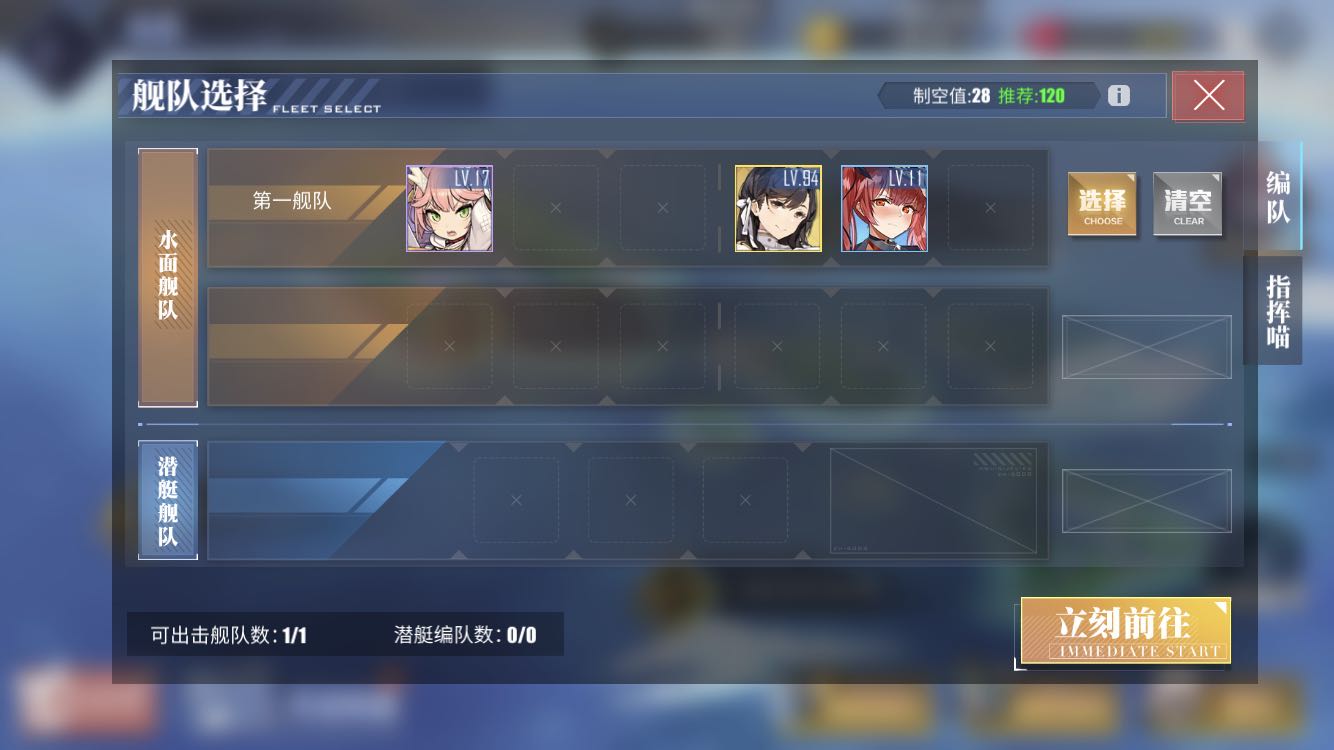 舰队选择 FLEET SELECT
制空值:28 推荐:120
水面舰队
第一舰队
LV.17
LV.94
LV.11
选择
CHOOSE
清空
CLEAR
编队
指挥喵
潜艇舰队
可出击舰队数: 1/1
潜艇编队数: 0/0
立刻前往
IMMEDIATE START